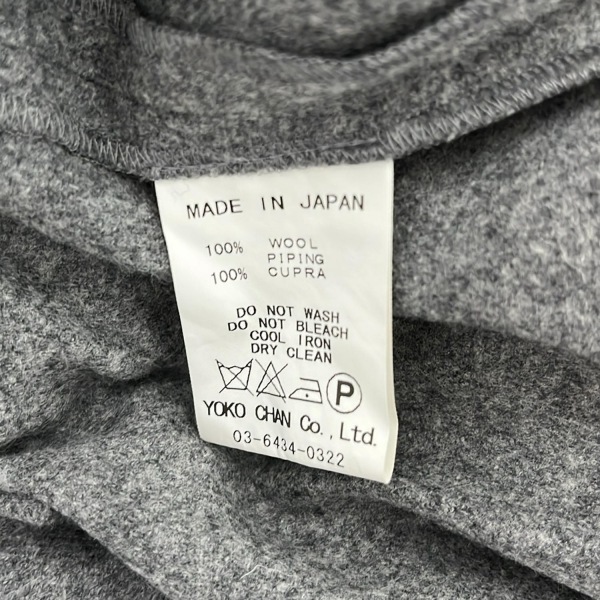 MADE IN JAPAN
100% WOOL
PIPING
100% CUPRA
DO NOT WASH
DO NOT BLEACH
COOL IRON
DRY CLEAN
P
YOKO CHAN Co.,Ltd.
03-6434-0322